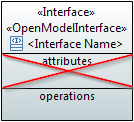 «Interface»
«OpenModelInterface»
<Interface Name>
attributes
operations